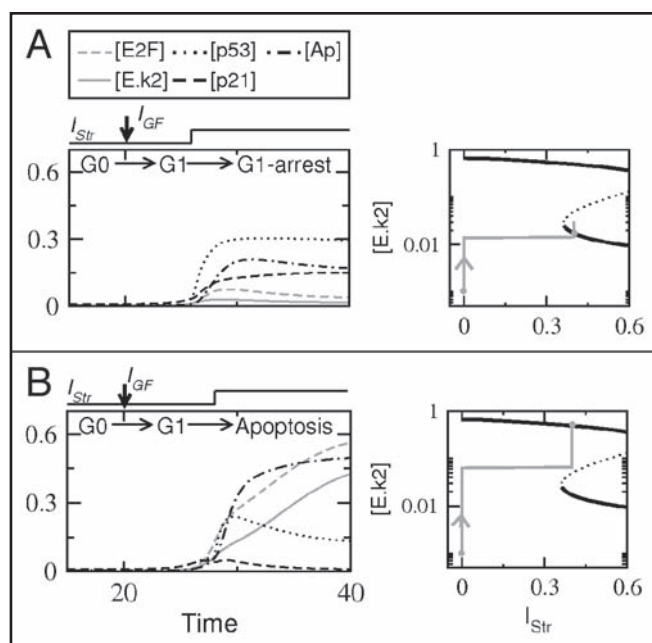 A
[E2F] [p53] [Ap]
[E.k2] [p21]
I_Str I_GF
G0 G1 G1-arrest
0.6
0.3
0
[E.k2]
1
0.01
0 0.3 0.6
B
I_Str I_GF
G0 G1 Apoptosis
0.6
0.3
0
20 40
Time
[E.k2]
1
0.01
0 0.3 0.6
I_Str